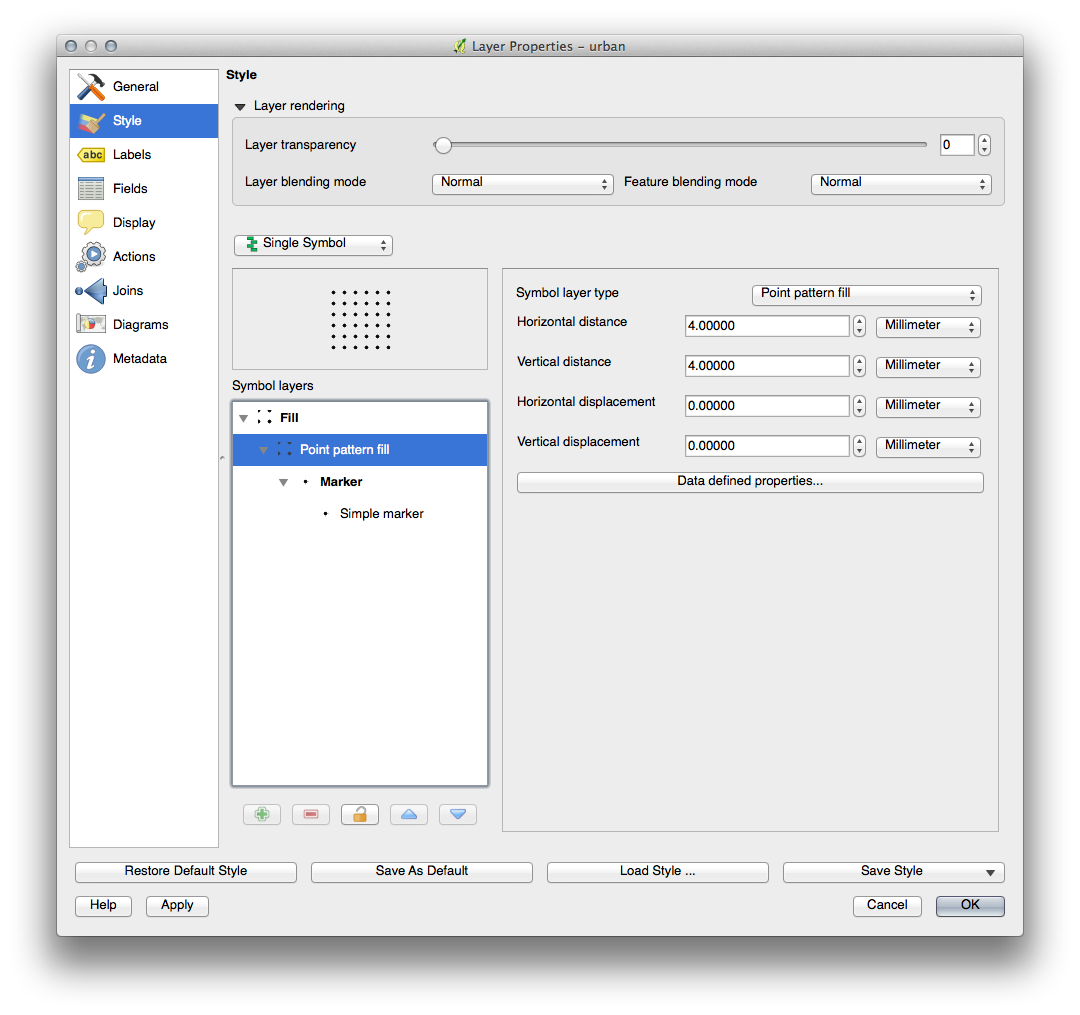 Layer Properties – urban
General
Style
abc Labels
Fields
Display
Actions
Joins
Diagrams
i Metadata
Style
Layer rendering
Layer transparency 0
Layer blending mode Normal Feature blending mode Normal
Single Symbol
Symbol layers
Fill
Point pattern fill
Marker
Simple marker
Symbol layer type Point pattern fill
Horizontal distance 4.00000 Millimeter
Vertical distance 4.00000 Millimeter
Horizontal displacement 0.00000 Millimeter
Vertical displacement 0.00000 Millimeter
Data defined properties...
Restore Default Style Save As Default Load Style ... Save Style
Help Apply Cancel OK